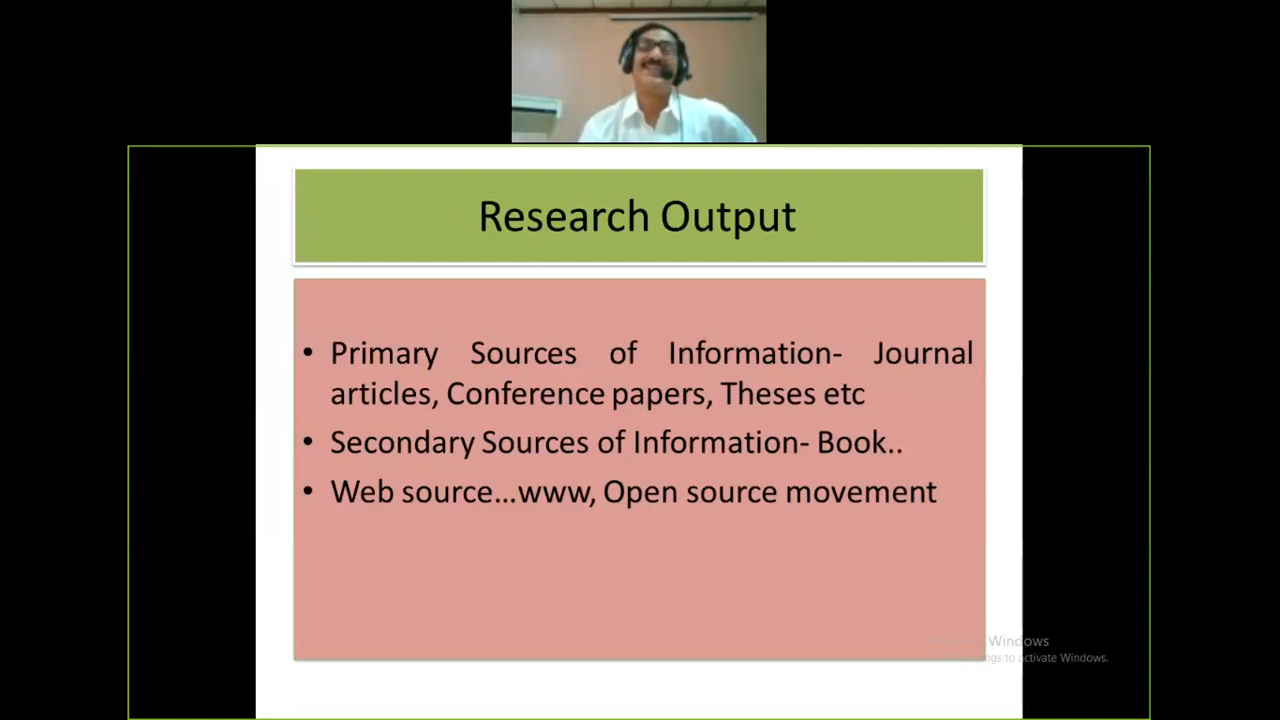 Research Output
• Primary Sources of Information- Journal
articles, Conference papers, Theses etc
• Secondary Sources of Information- Book..
• Web source...www, Open source movement
Windows
to activate Windows.